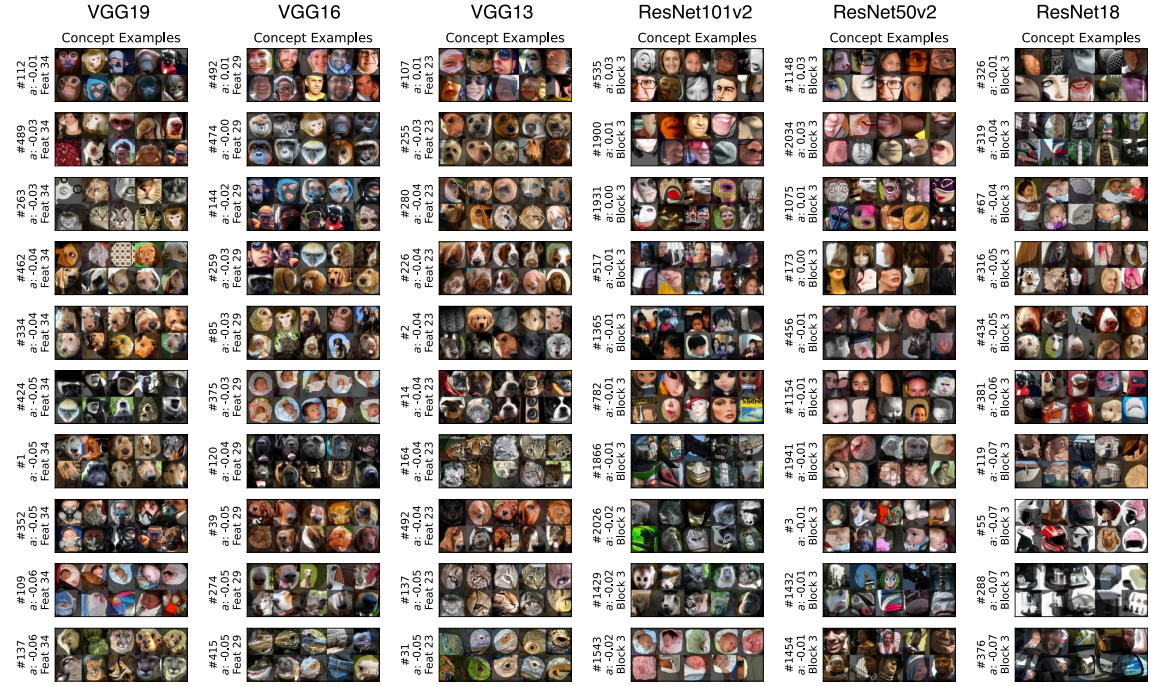 VGG19 VGG16 VGG13 ResNet101v2 ResNet50v2 ResNet18
Concept Examples Concept Examples Concept Examples Concept Examples Concept Examples Concept Examples
#112 a: -0.01 Feat 34
#492 a: 0.01 Feat 29
#107 a: 0.01 Feat 23
#535 a: 0.03 Block 3
#1148 a: 0.03 Block 3
#326 a: -0.01 Block 3
#489 a: -0.03 Feat 34
#474 a: -0.00 Feat 29
#255 a: -0.03 Feat 23
#1900 a: 0.01 Block 3
#2034 a: 0.03 Block 3
#319 a: -0.04 Block 3
#263 a: -0.03 Feat 34
#144 a: -0.02 Feat 29
#280 a: -0.04 Feat 23
#1931 a: 0.00 Block 3
#1075 a: 0.01 Block 3
#67 a: -0.04 Block 3
#462 a: -0.04 Feat 34
#259 a: -0.03 Feat 29
#226 a: -0.04 Feat 23
#517 a: -0.01 Block 3
#173 a: 0.00 Block 3
#316 a: -0.05 Block 3
#334 a: -0.04 Feat 34
#85 a: -0.03 Feat 29
#2 a: -0.04 Feat 23
#1365 a: -0.01 Block 3
#456 a: -0.01 Block 3
#434 a: -0.05 Block 3
#424 a: -0.05 Feat 34
#375 a: -0.03 Feat 29
#14 a: -0.04 Feat 23
#782 a: -0.01 Block 3
#1154 a: -0.01 Block 3
#381 a: -0.06 Block 3
#1 a: -0.05 Feat 34
#120 a: -0.04 Feat 29
#164 a: -0.04 Feat 23
#1866 a: -0.01 Block 3
#1941 a: -0.01 Block 3
#119 a: -0.07 Block 3
#352 a: -0.05 Feat 34
#39 a: -0.05 Feat 29
#492 a: -0.04 Feat 23
#2026 a: -0.02 Block 3
#3 a: -0.01 Block 3
#55 a: -0.07 Block 3
#109 a: -0.06 Feat 34
#274 a: -0.05 Feat 29
#137 a: -0.05 Feat 23
#1429 a: -0.02 Block 3
#1432 a: -0.01 Block 3
#288 a: -0.07 Block 3
#137 a: -0.06 Feat 34
#415 a: -0.05 Feat 29
#31 a: -0.05 Feat 23
#1543 a: -0.02 Block 3
#1454 a: -0.01 Block 3
#376 a: -0.07 Block 3